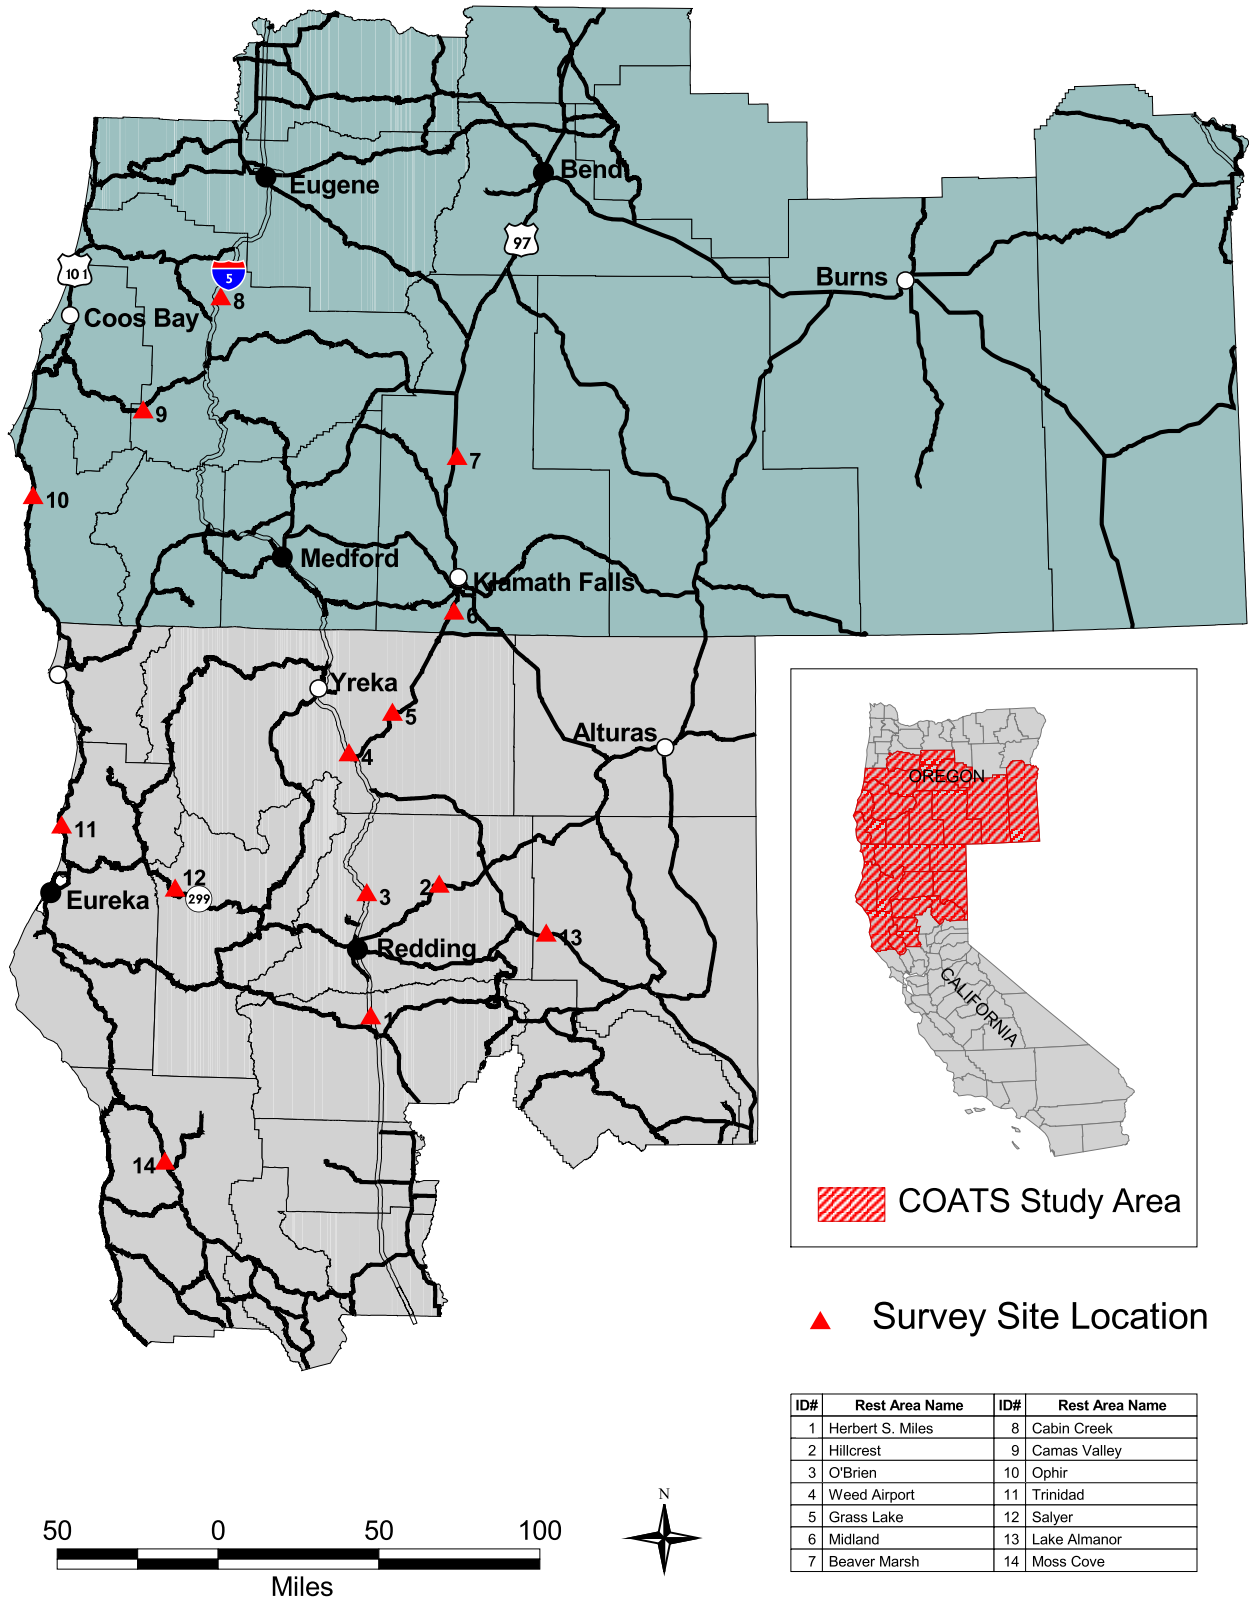 Eugene
Bend
97
101
5
8
Burns
Coos Bay
9
7
10
Medford
Klamath Falls
6
Yreka
5
Alturas
4
11
12
299
2
3
Eureka
13
Redding
1
14
OREGON
CALIFORNIA
COATS Study Area
Survey Site Location
ID# Rest Area Name ID# Rest Area Name
1 Herbert S. Miles 8 Cabin Creek
2 Hillcrest 9 Camas Valley
3 O'Brien 10 Ophir
4 Weed Airport 11 Trinidad
5 Grass Lake 12 Salyer
6 Midland 13 Lake Almanor
7 Beaver Marsh 14 Moss Cove
N
50 0 50 100
Miles